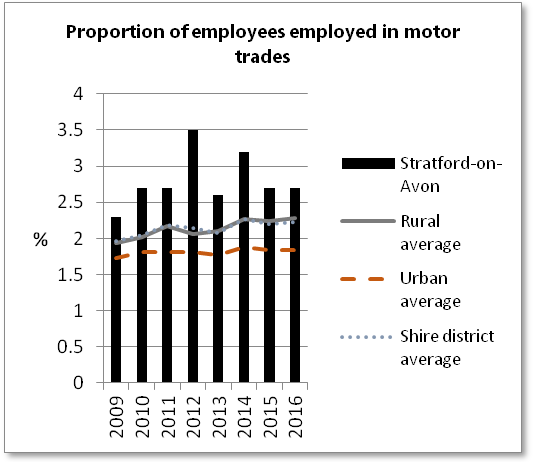 Proportion of employees employed in motor
trades
4
3.5
3
2.5
2
1.5
1
0.5
0
%
2009
2010
2011
2012
2013
2014
2015
2016
Stratford-on-
Avon
Rural
average
Urban
average
Shire district
average